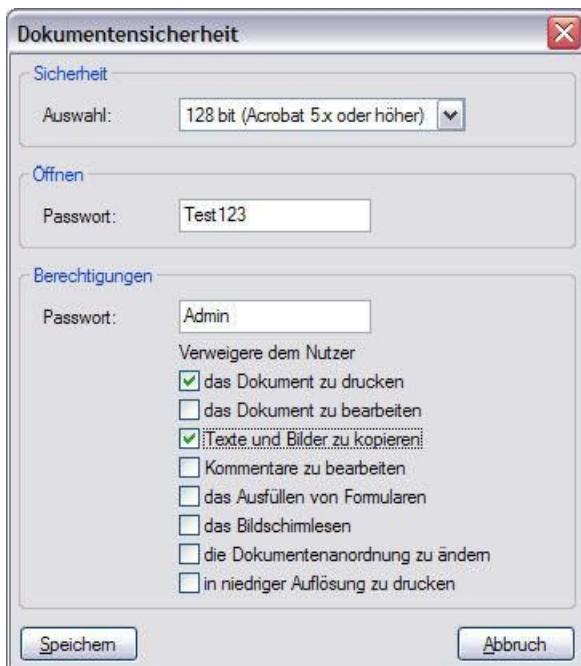 Dokumentensicherheit
Sicherheit
Auswahl: 128 bit (Acrobat 5.x oder höher)
Öffnen
Passwort: Test123
Berechtigungen
Passwort: Admin
Verweigere dem Nutzer
das Dokument zu drucken
das Dokument zu bearbeiten
Texte und Bilder zu kopieren
Kommentare zu bearbeiten
das Ausfüllen von Formularen
das Bildschimlesen
die Dokumentenanordnung zu ändern
in niedriger Auflösung zu drucken
Speichern Abbruch